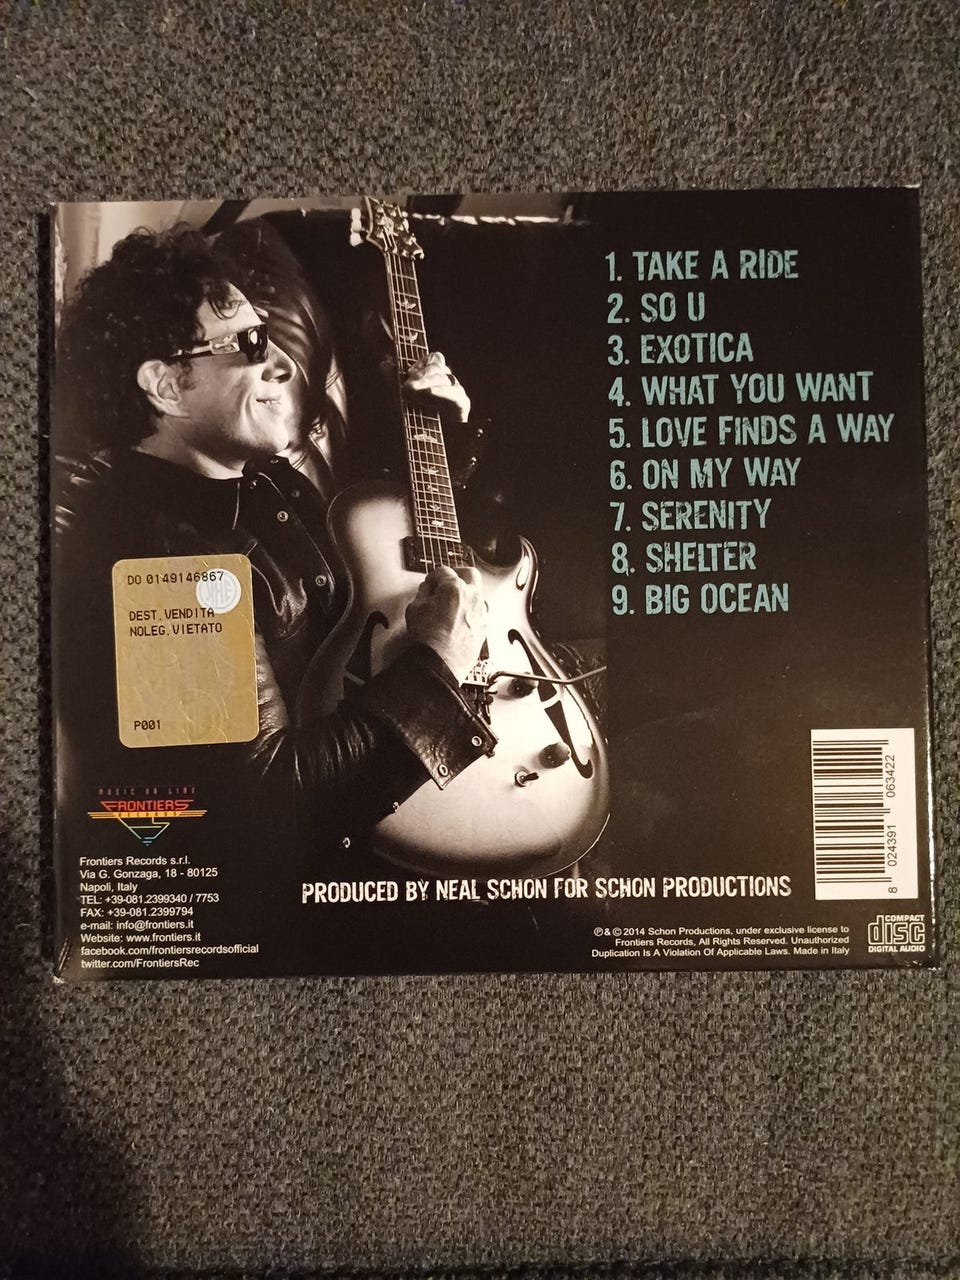 1. TAKE A RIDE
2. SO U
3. EXOTICA
4. WHAT YOU WANT
5. LOVE FINDS A WAY
6. ON MY WAY
7. SERENITY
8. SHELTER
9. BIG OCEAN
DO 0149146867
DEST.VENDITA
NOLEG.VIETATO
P001
MUSIC ON LINE
FRONTIERS
RECORDS
Frontiers Records s.r.l.
Via G. Gonzaga, 18 - 80125
Napoli, Italy
TEL: +39-081.2399340 / 7753
FAX: +39-081.2399794
e-mail: info@frontiers.it
Website: www.frontiers.it
facebook.com/frontiersrecordsofficial
twitter.com/FrontiersRec
PRODUCED BY NEAL SCHON FOR SCHON PRODUCTIONS
℗ & © 2014 Schon Productions, under exclusive license to
Frontiers Records, All Rights Reserved. Unauthorized
Duplication Is A Violation Of Applicable Laws. Made in Italy
8 024391 063422
COMPACT
disc
DIGITAL AUDIO